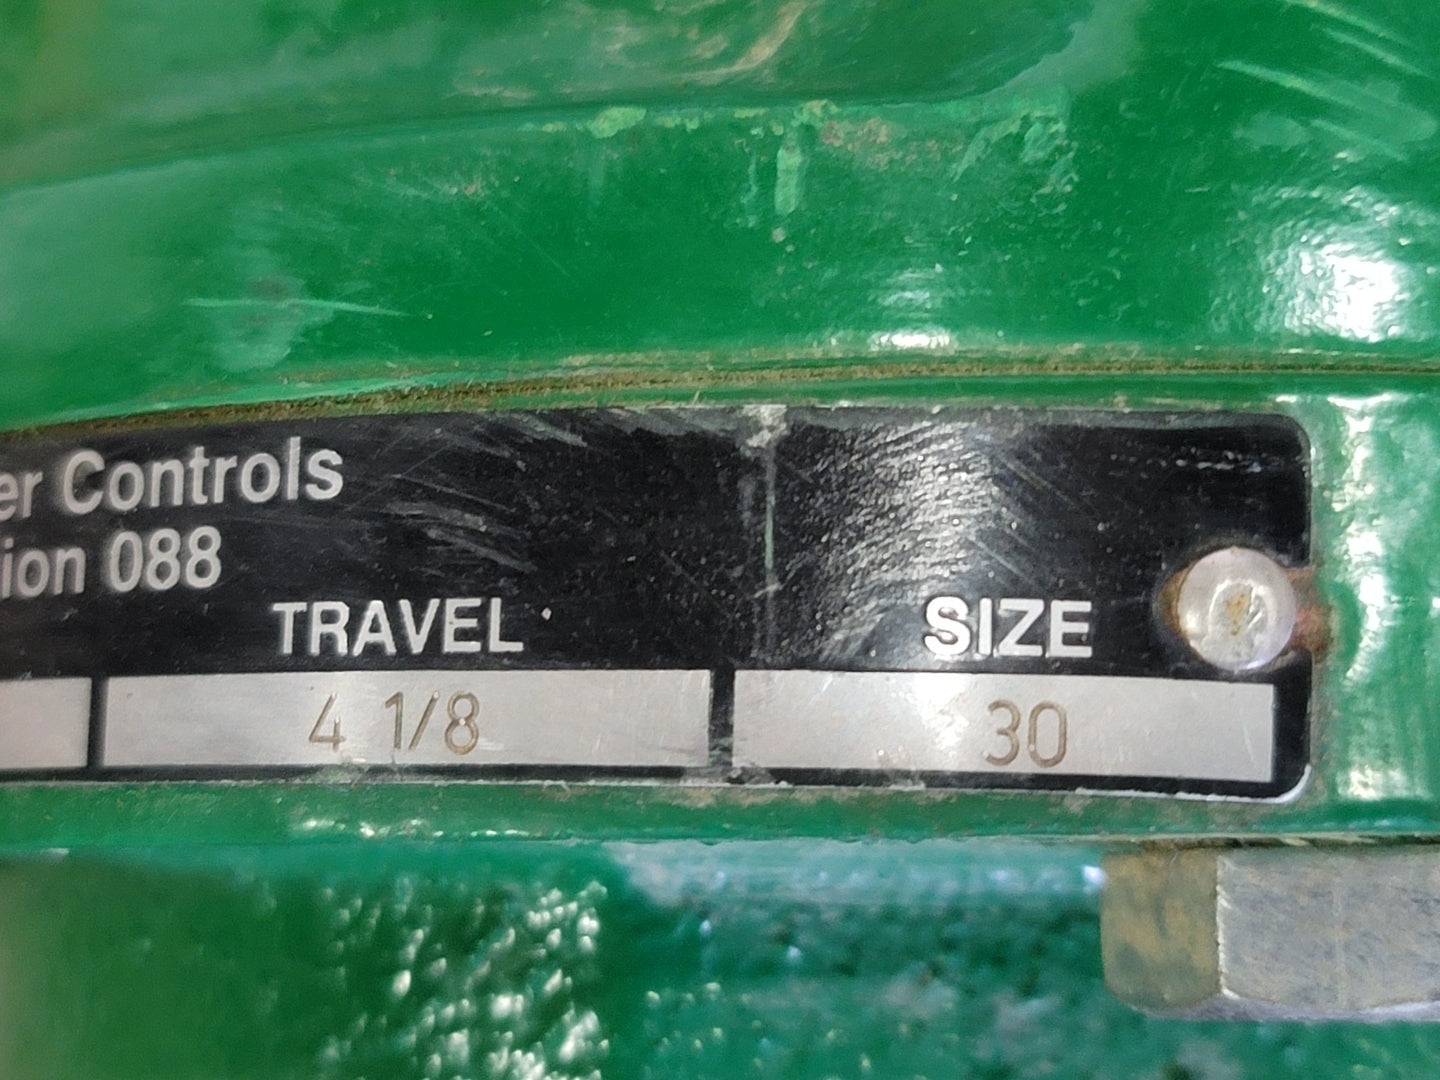 er Controls
ion 088
TRAVEL SIZE
4 1/8 30